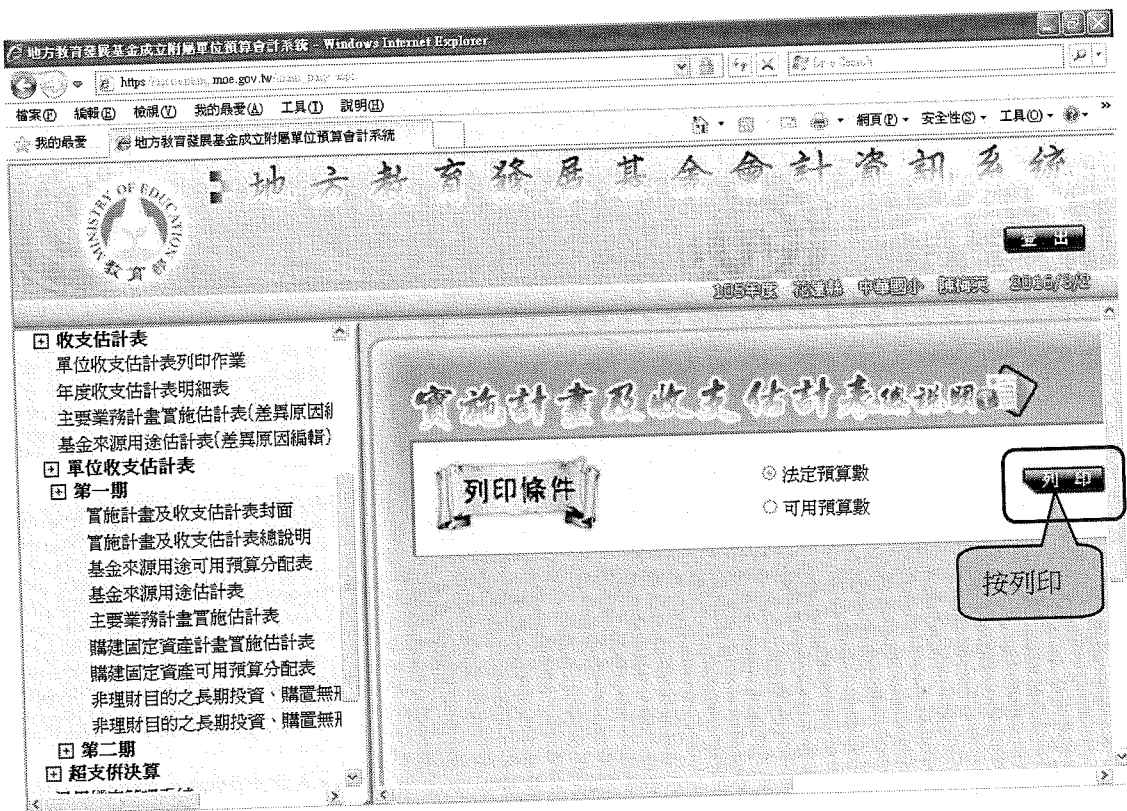 地方教育發展基金成立附屬單位預算會計系統 - Windows Internet Explorer
https://accounting.moe.gov.tw/
檔案(F) 編輯(E) 檢視(V) 我的最愛(A) 工具(T) 說明(H)
我的最愛 地方教育發展基金成立附屬單位預算會計系統 網頁(P) 安全性(S) 工具(O) »
MINISTRY OF EDUCATION
教育部
地方教育發展基金會計資訊系統
登出
105年度 花蓮縣 中華國小 2016/3/2
收支估計表
單位收支估計表列印作業
年度收支估計表明細表
主要業務計畫實施估計表(差異原因
基金來源用途估計表(差異原因編輯)
單位收支估計表
第一期
實施計畫及收支估計表封面
實施計畫及收支估計表總說明
基金來源用途可用預算分配表
基金來源用途估計表
主要業務計畫實施估計表
購建固定資產計畫實施估計表
購建固定資產可用預算分配表
非理財目的之長期投資、購置無形
非理財目的之長期投資、購置無形
第二期
超支併決算
實施計畫及收支估計表總說明
列印條件
法定預算數
可用預算數
列印
按列印